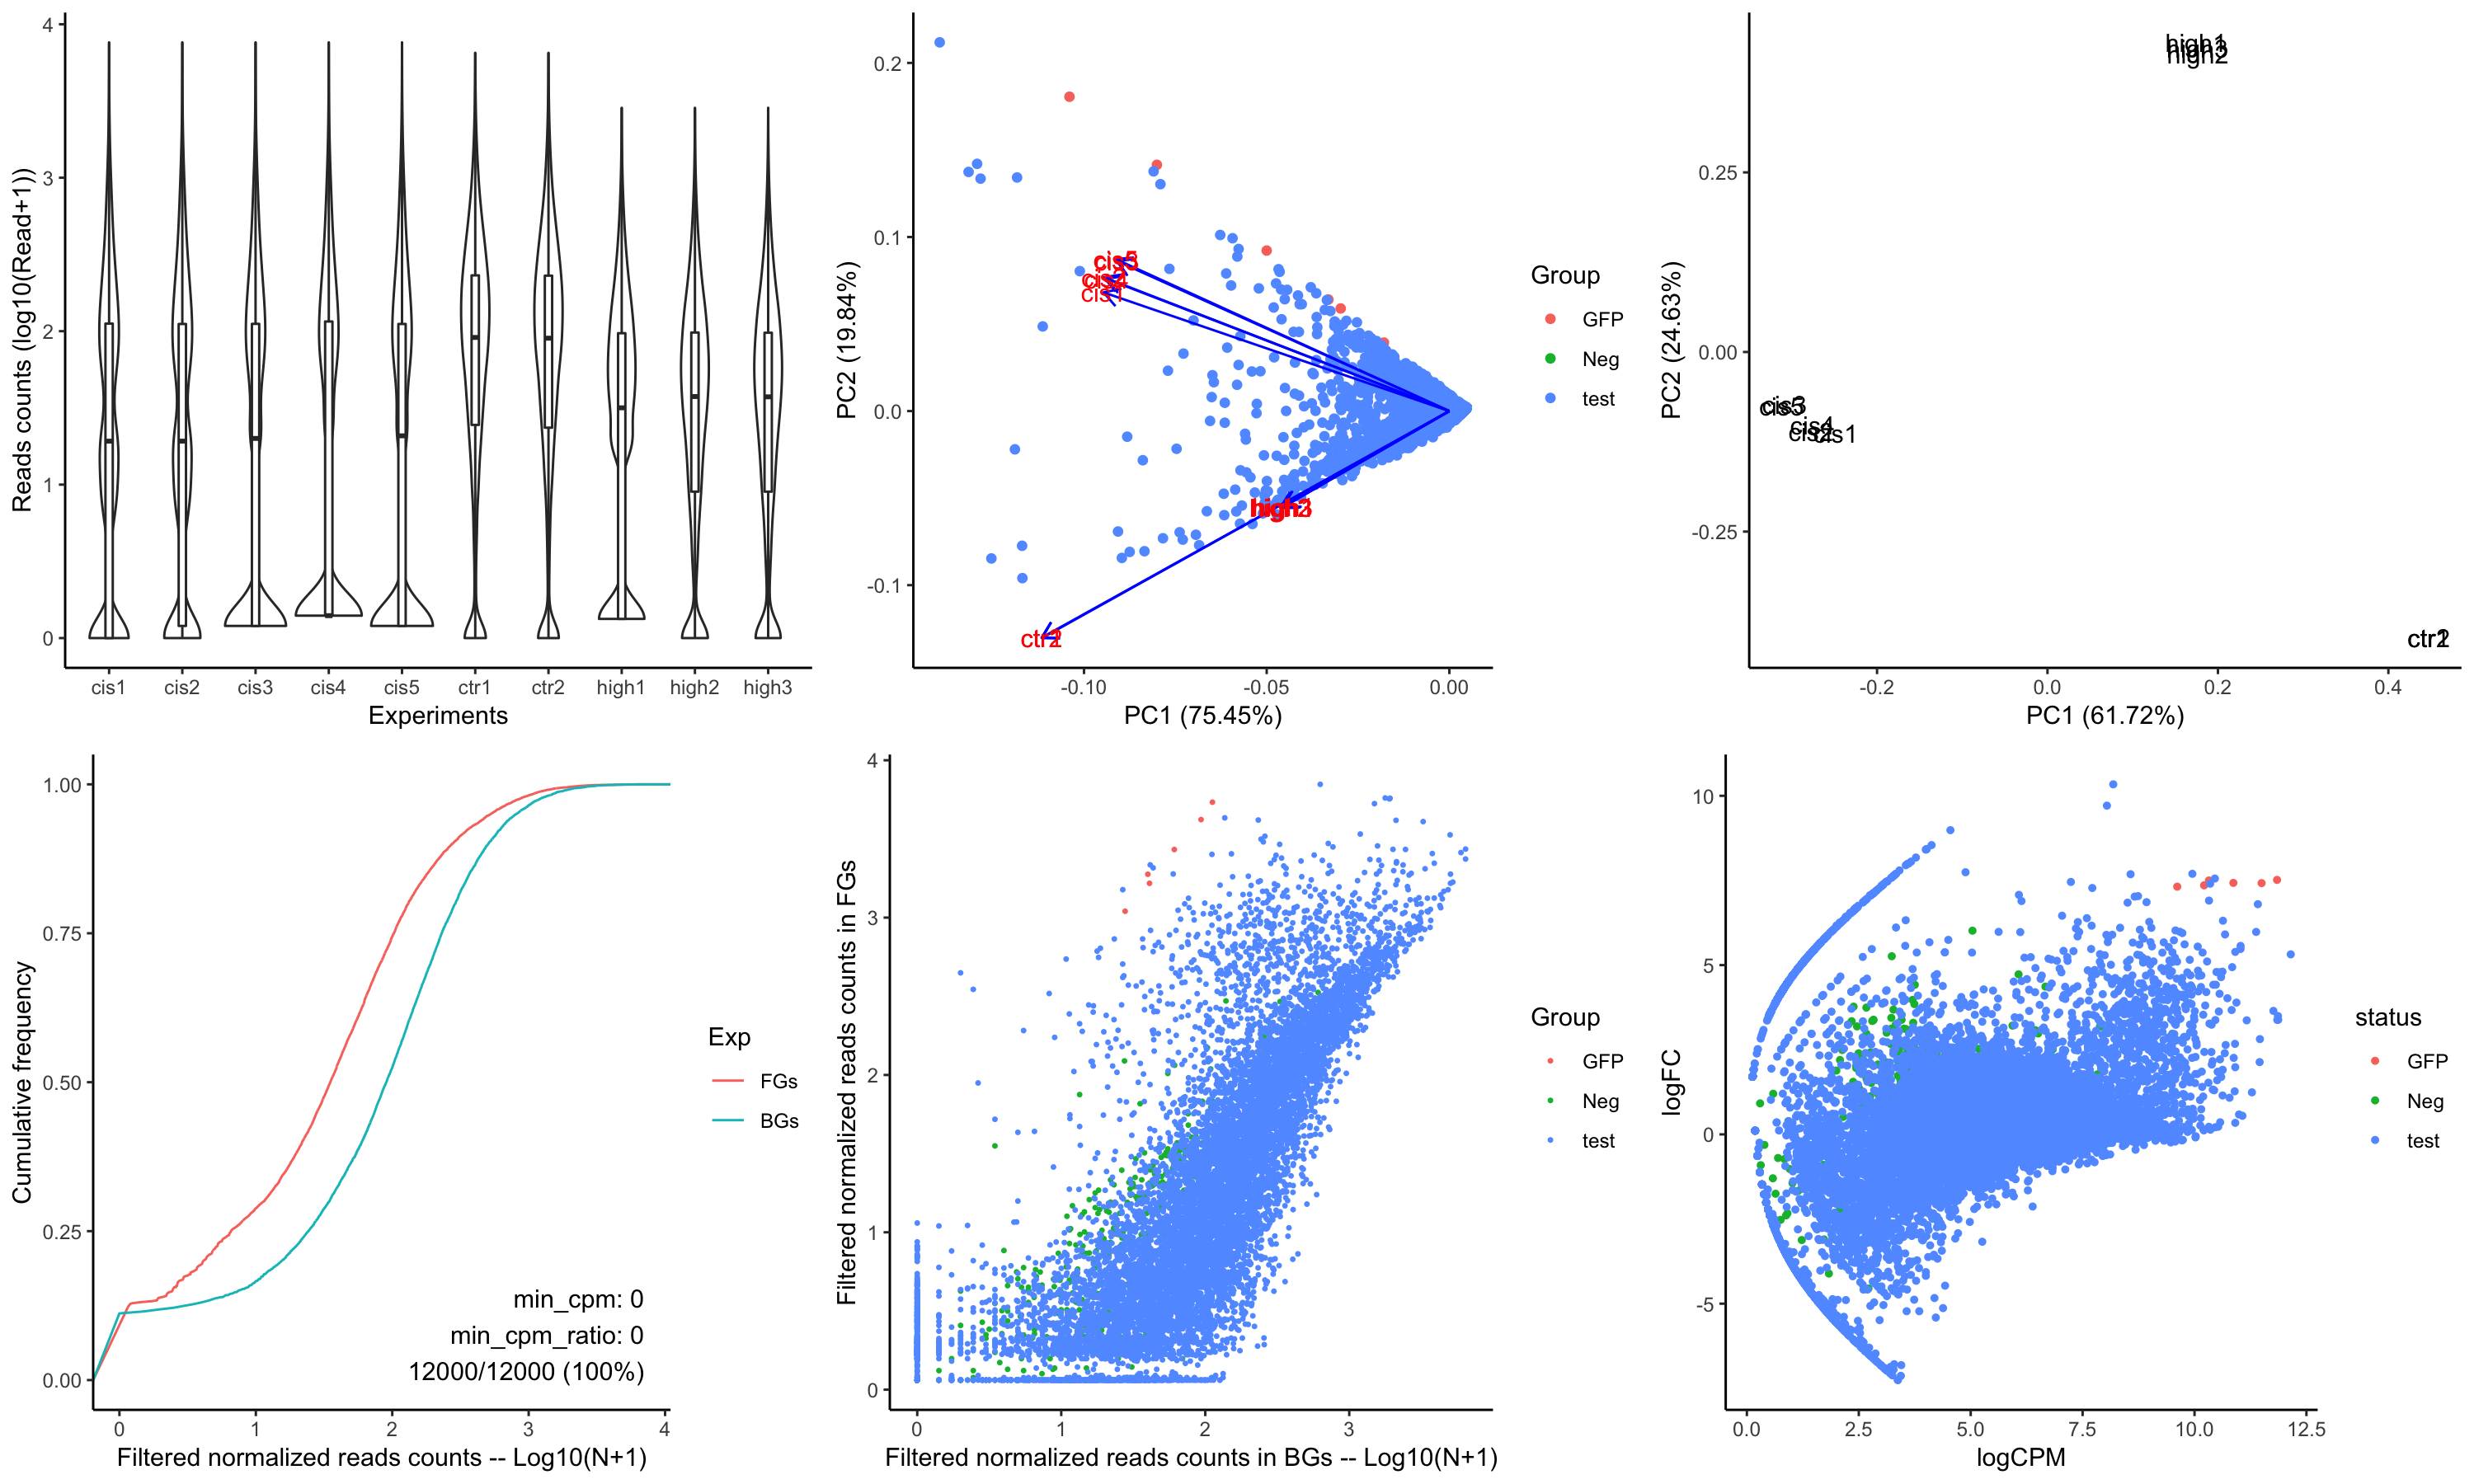 Reads counts (log10(Read+1))
4
3
2
1
0
cis1 cis2 cis3 cis4 cis5 ctr1 ctr2 high1 high2 high3
Experiments
PC2 (19.84%)
0.2
0.1
0.0
-0.1
cis1
-0.10 -0.05 0.00
PC1 (75.45%)
Group
GFP
Neg
test
PC2 (24.63%)
0.25
0.00
-0.25
high1
high2
cis1
-0.2 0.0 0.2 0.4
PC1 (61.72%)
Cumulative frequency
1.00
0.75
0.50
0.25
0.00
min_cpm: 0
min_cpm_ratio: 0
12000/12000 (100%)
0 1 2 3 4
Filtered normalized reads counts -- Log10(N+1)
Exp
FGs
BGs
Filtered normalized reads counts in FGs
4
3
2
1
0
0 1 2 3
Filtered normalized reads counts in BGs -- Log10(N+1)
Group
GFP
Neg
test
logFC
10
5
0
-5
0.0 2.5 5.0 7.5 10.0 12.5
logCPM
status
GFP
Neg
test